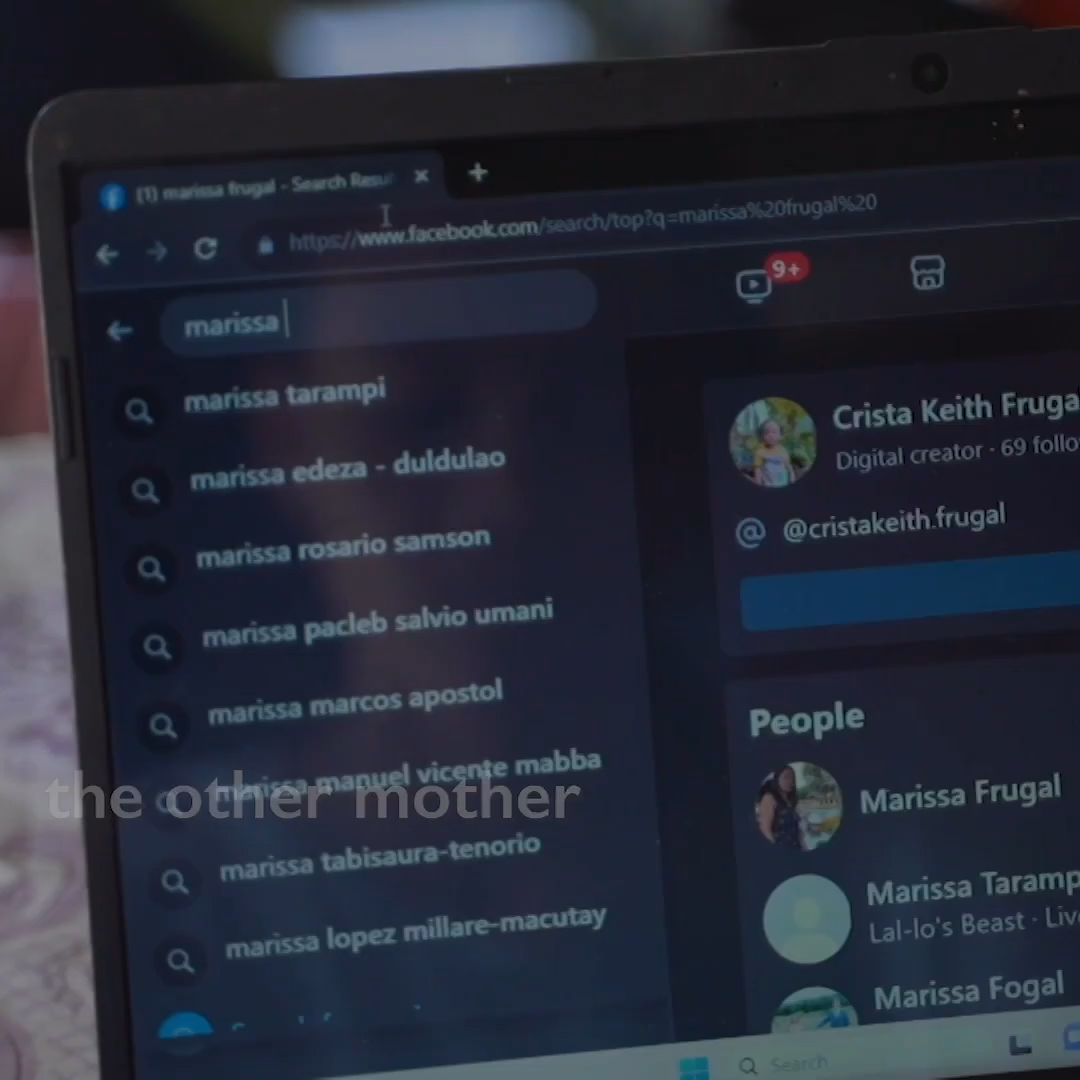 (1) marissa frugal - Search Resu
https://www.facebook.com/search/top?q=marissa%20frugal%20
9+
marissa
marissa tarampi
marissa edeza - duldulao
marissa rosario samson
marissa pacleb salvio umani
marissa marcos apostol
marissa manuel vicente mabba
marissa tabisaura-tenorio
marissa lopez millare-macutay
the other mother
Crista Keith Fruga
Digital creator · 69 follo
@cristakeith.frugal
People
Marissa Frugal
Marissa Taramp
Lal-lo's Beast · Live
Marissa Fogal
Search